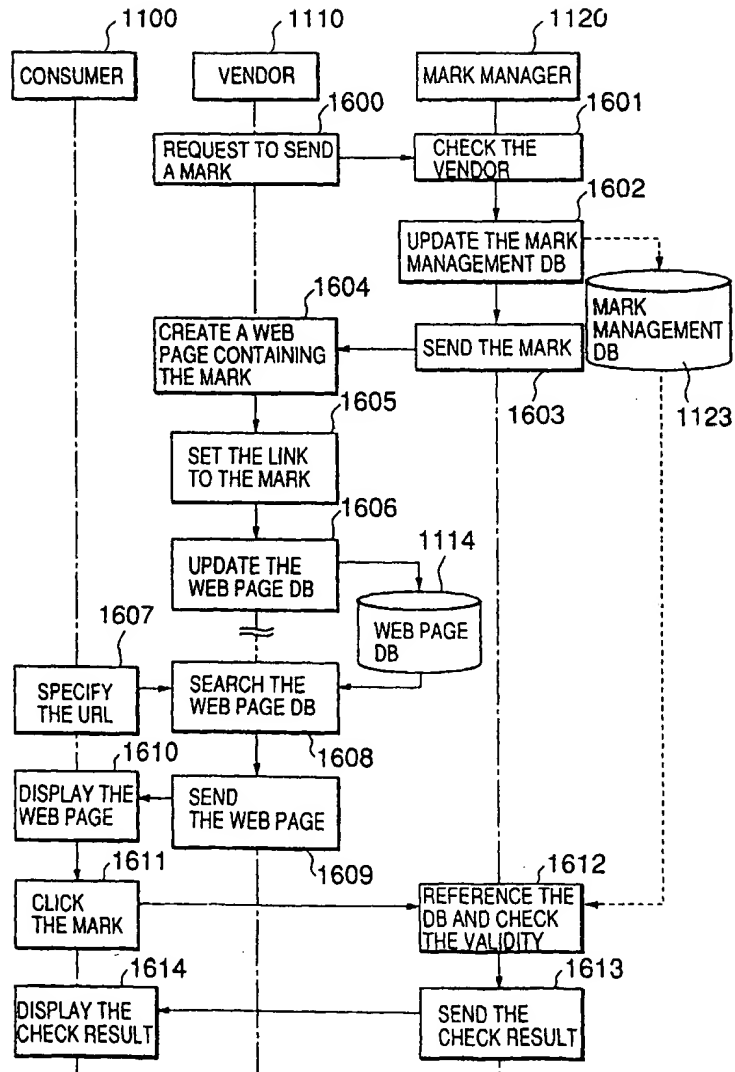 1100
1110
1120
CONSUMER
VENDOR
MARK MANAGER
1600
1601
REQUEST TO SEND
A MARK
CHECK THE
VENDOR
1602
UPDATE THE MARK
MANAGEMENT DB
1604
MARK
MANAGEMENT
DB
CREATE A WEB
PAGE CONTAINING
THE MARK
SEND THE MARK
1605
1603
1123
SET THE LINK
TO THE MARK
1606
1114
UPDATE THE
WEB PAGE DB
1607
WEB PAGE
DB
SPECIFY
THE URL
SEARCH THE
WEB PAGE DB
1610
1608
DISPLAY THE
WEB PAGE
SEND
THE WEB PAGE
1611
1609
1612
CLICK
THE MARK
REFERENCE THE
DB AND CHECK
THE VALIDITY
1614
1613
DISPLAY THE
CHECK RESULT
SEND THE
CHECK RESULT